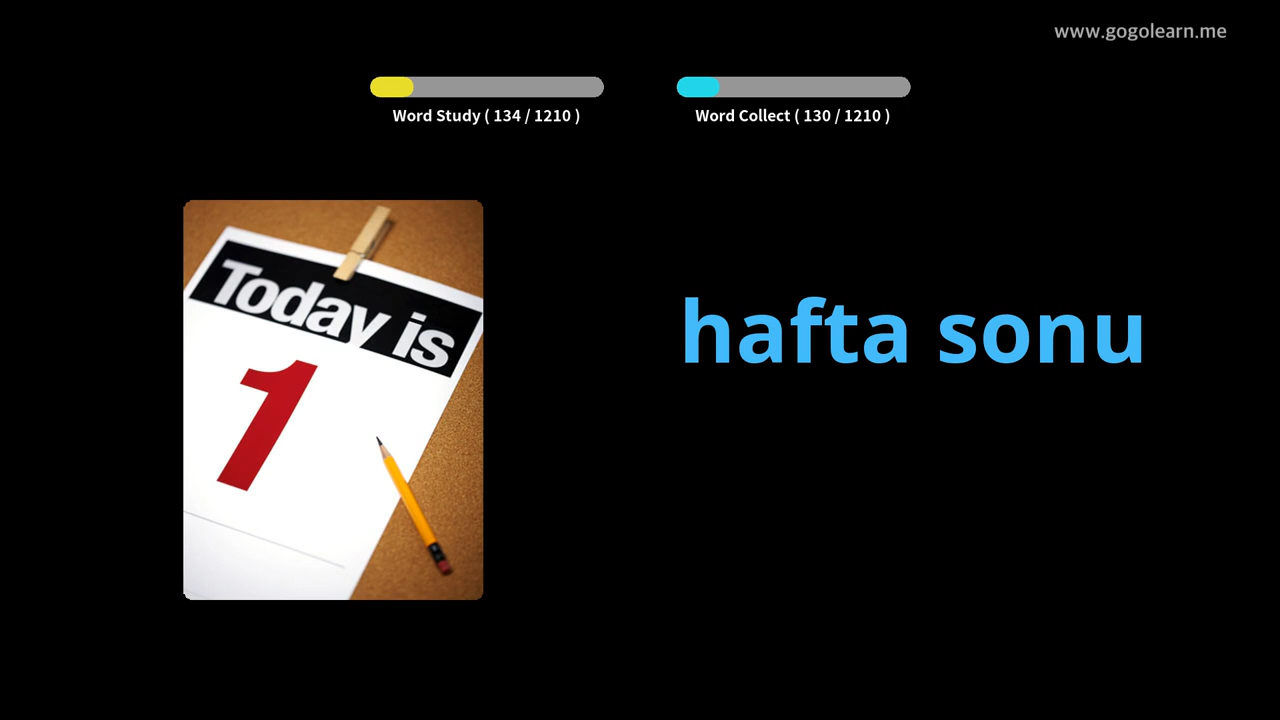 www.gogolearn.me
Word Study ( 134 / 1210 )
Word Collect ( 130 / 1210 )
Today is
1
hafta sonu